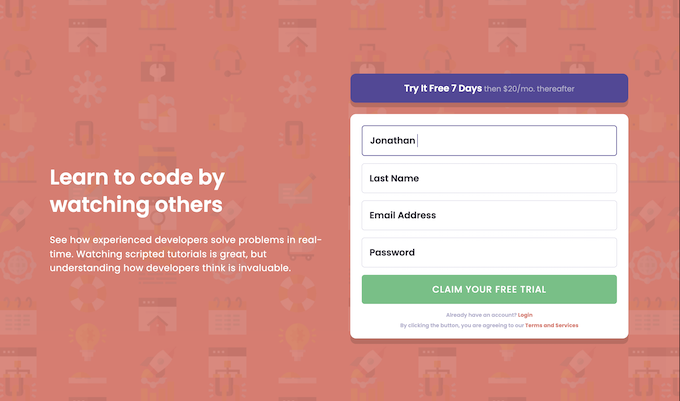 Try It Free 7 Days then $20/mo. thereafter
Jonathan
Last Name
Learn to code by
watching others
Email Address
See how experienced developers solve problems in real-
time. Watching scripted tutorials is great, but
understanding how developers think is invaluable.
Password
CLAIM YOUR FREE TRIAL
Already have an account? Login
By clicking the button, you are agreeing to our Terms and Services